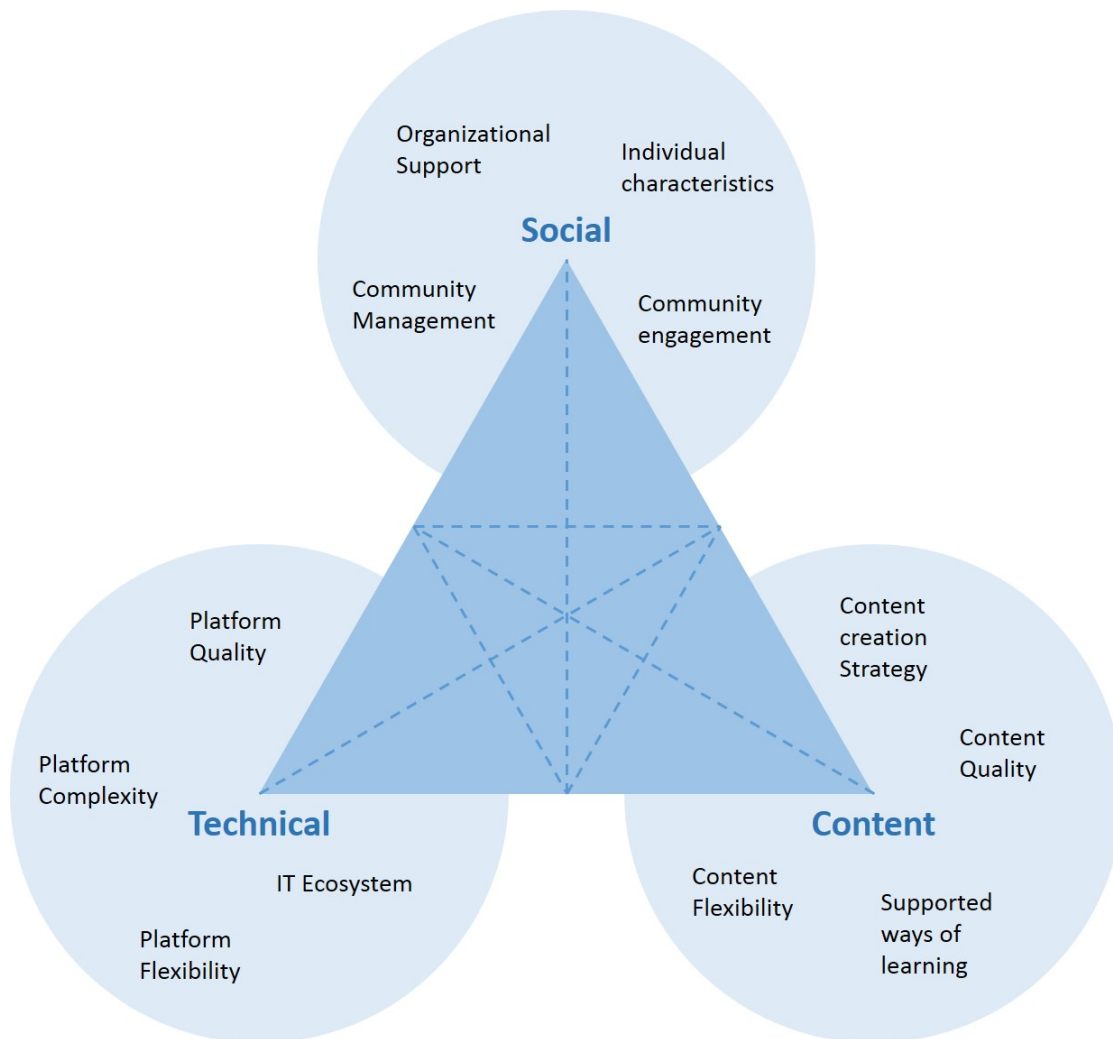 Organizational
Support
Individual
characteristics
Social
Community
Management
Community
engagement
Platform
Quality
Platform
Complexity
Technical
IT Ecosystem
Platform
Flexibility
Content
creation
Strategy
Content
Quality
Content
Content
Flexibility
Supported
ways of
learning